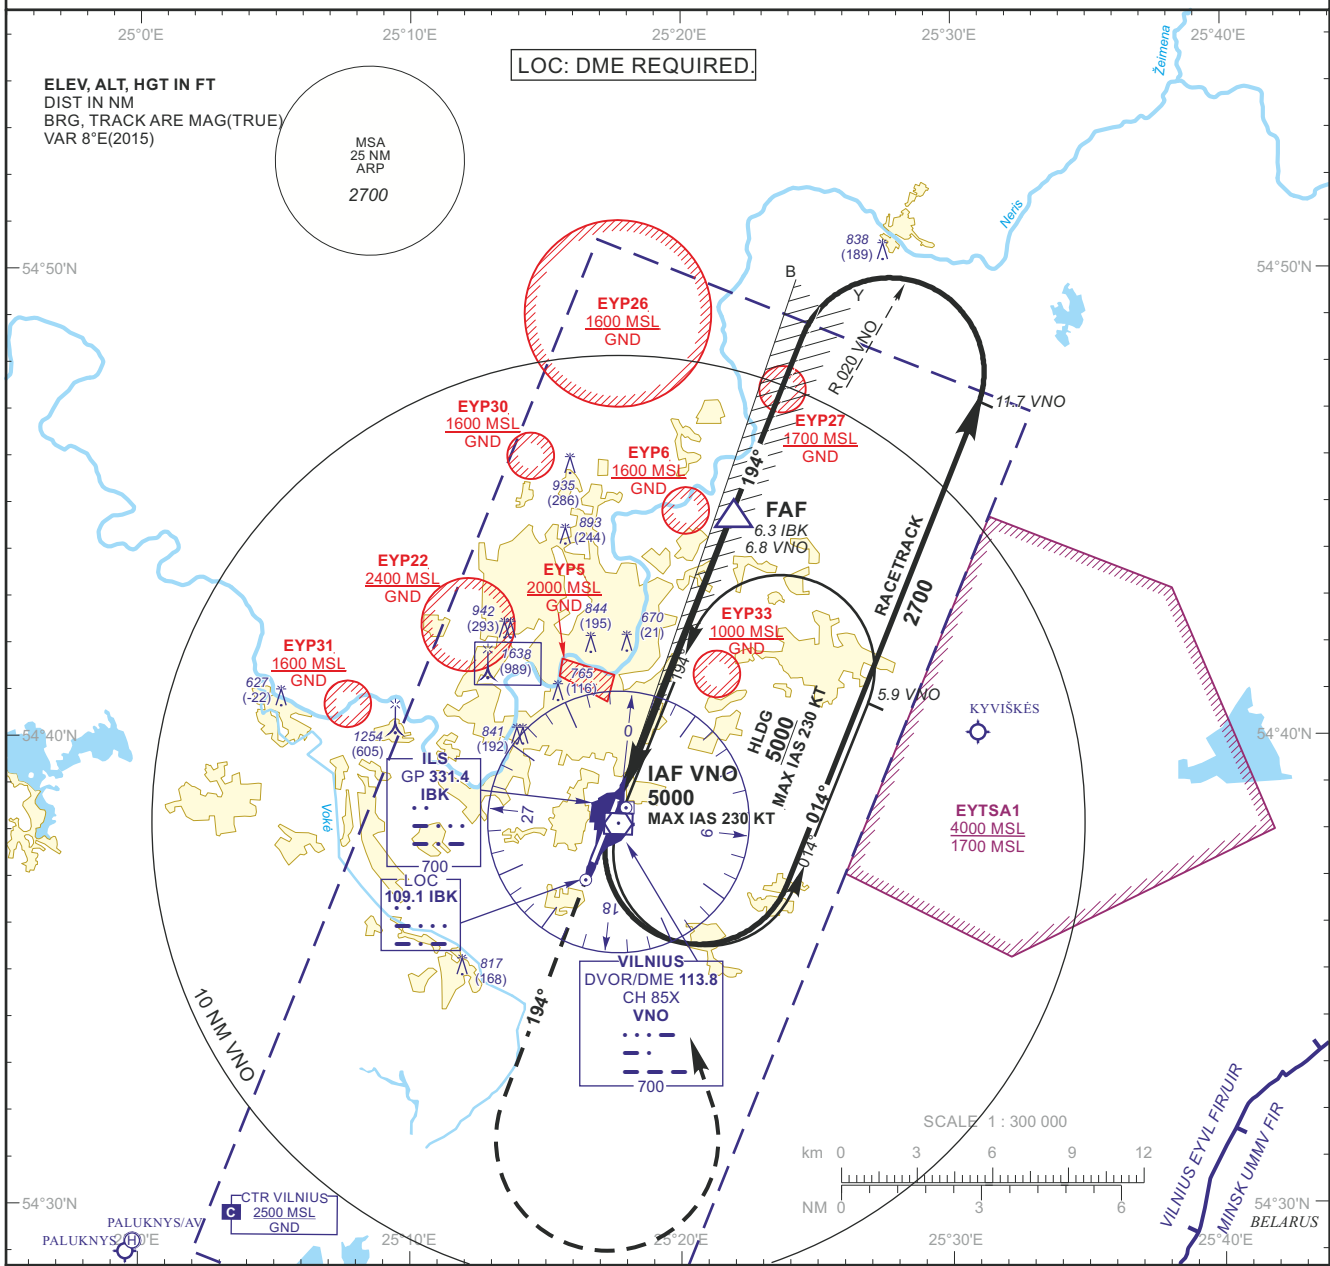 25°0'E
25°10'E
25°20'E
25°30'E
25°40'E
LOC: DME REQUIRED.
ELEV, ALT, HGT IN FT
DIST IN NM
BRG, TRACK ARE MAG(TRUE)
VAR 8°E(2015)
MSA
25 NM
ARP
2700
Žeimena
Neris
838
(189)
54°50'N
54°50'N
B
Y
EYP26
1600 MSL
GND
R 020 VNO
11.7 VNO
EYP30
1600 MSL
GND
EYP27
1700 MSL
GND
EYP6
1600 MSL
GND
194°
935
(286)
FAF
6.3 IBK
6.8 VNO
893
(244)
EYP22
2400 MSL
GND
EYP5
2000 MSL
GND
RACETRACK
2700
942
(293)
844
(195)
670
(21)
EYP33
1000 MSL
GND
EYP31
1600 MSL
GND
1638
(989)
194°
765
(116)
627
(-22)
5.9 VNO
KYVIŠKĖS
1254
(605)
841
(192)
0
HLDG
5000
MAX IAS 230 KT
54°40'N
54°40'N
ILS
GP 331.4
IBK
700
IAF VNO
5000
MAX IAS 230 KT
27
9
18
014°
014°
EYTSA1
4000 MSL
1700 MSL
Vokė
LOC
109.1 IBK
817
(168)
VILNIUS
DVOR/DME 113.8
CH 85X
VNO
700
194°
10 NM VNO
SCALE 1 : 300 000
km 0 3 6 9 12
NM 0 3 6
VILNIUS EYVL FIR/UIR
MINSK UMMV FIR
BELARUS
54°30'N
54°30'N
CTR VILNIUS
C 2500 MSL
GND
PALUKNYS/AV
PALUKNYS
H
25°0'E
25°10'E
25°20'E
25°30'E
25°40'E